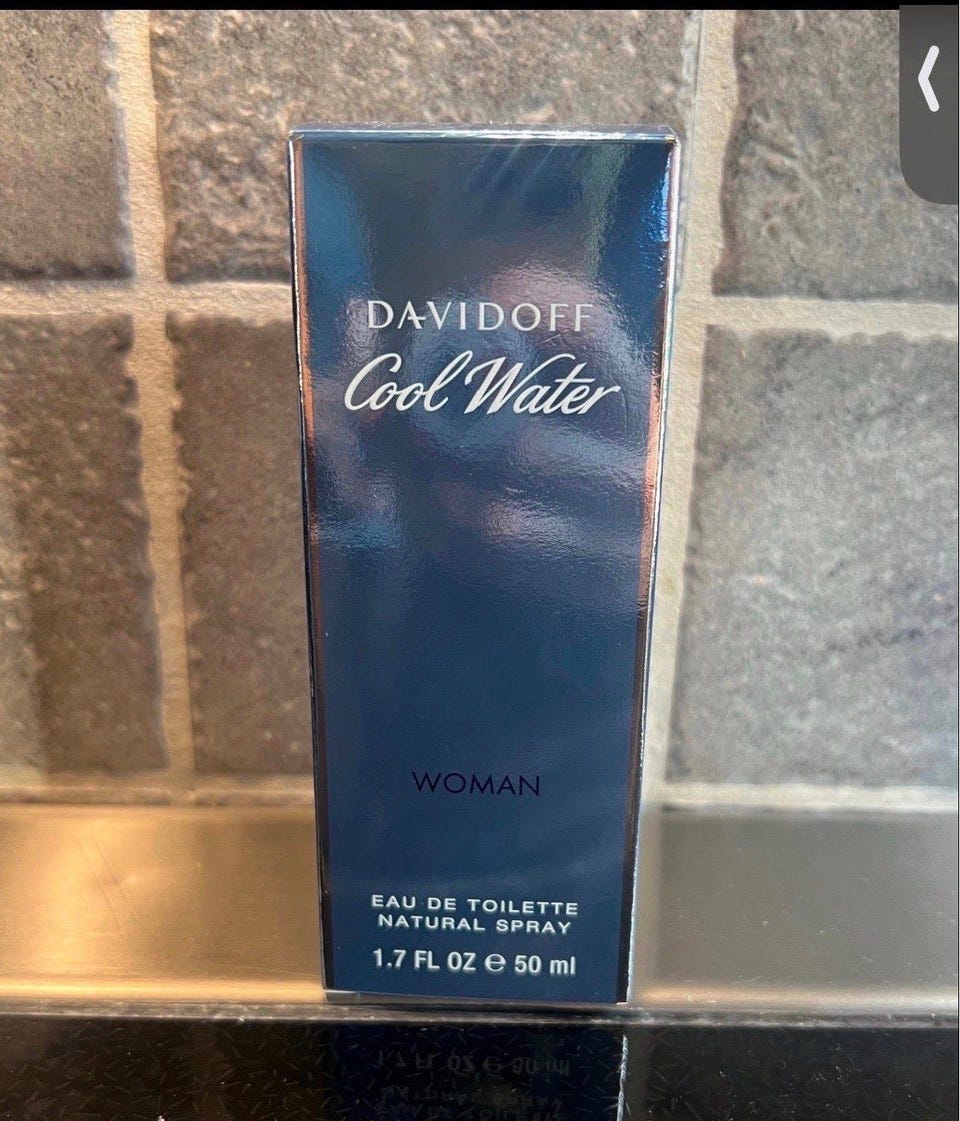 DAVIDOFF
Cool Water
WOMAN
EAU DE TOILETTE
NATURAL SPRAY
1.7 FL OZ ℮ 50 ml